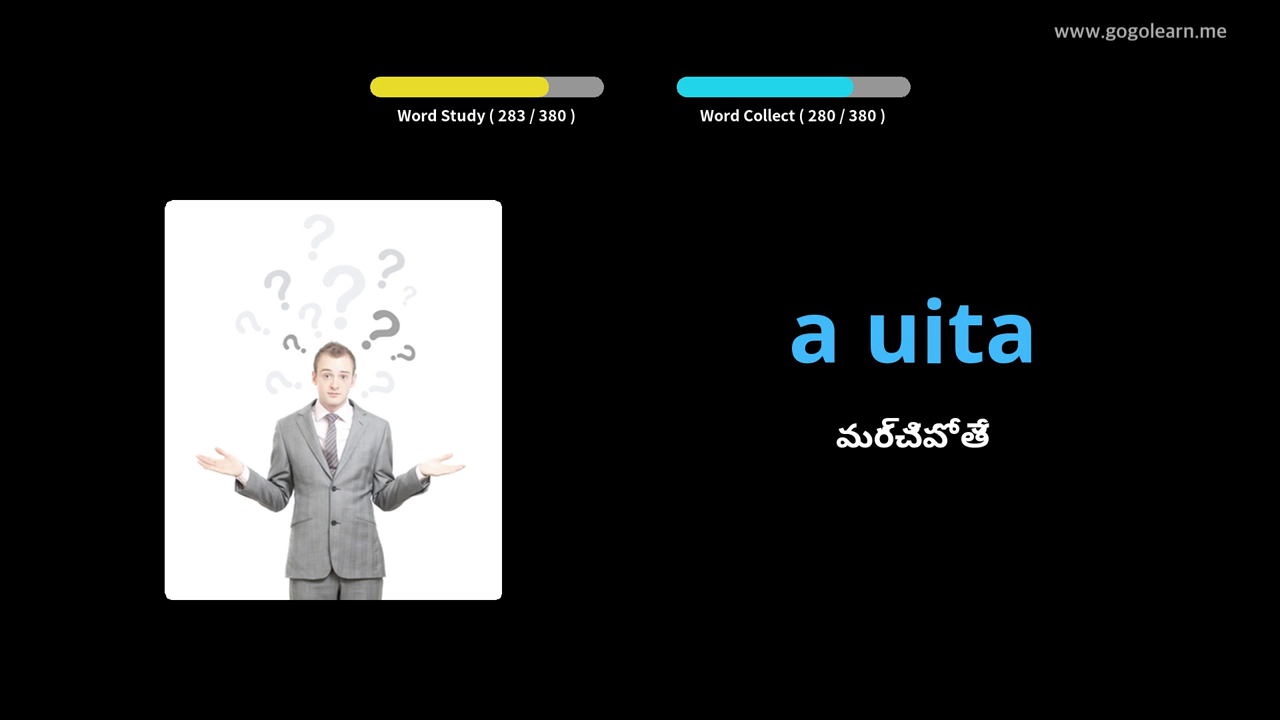 www.gogolearn.me
Word Study ( 283 / 380 )
Word Collect ( 280 / 380 )
a uita
మర్చిపోతే